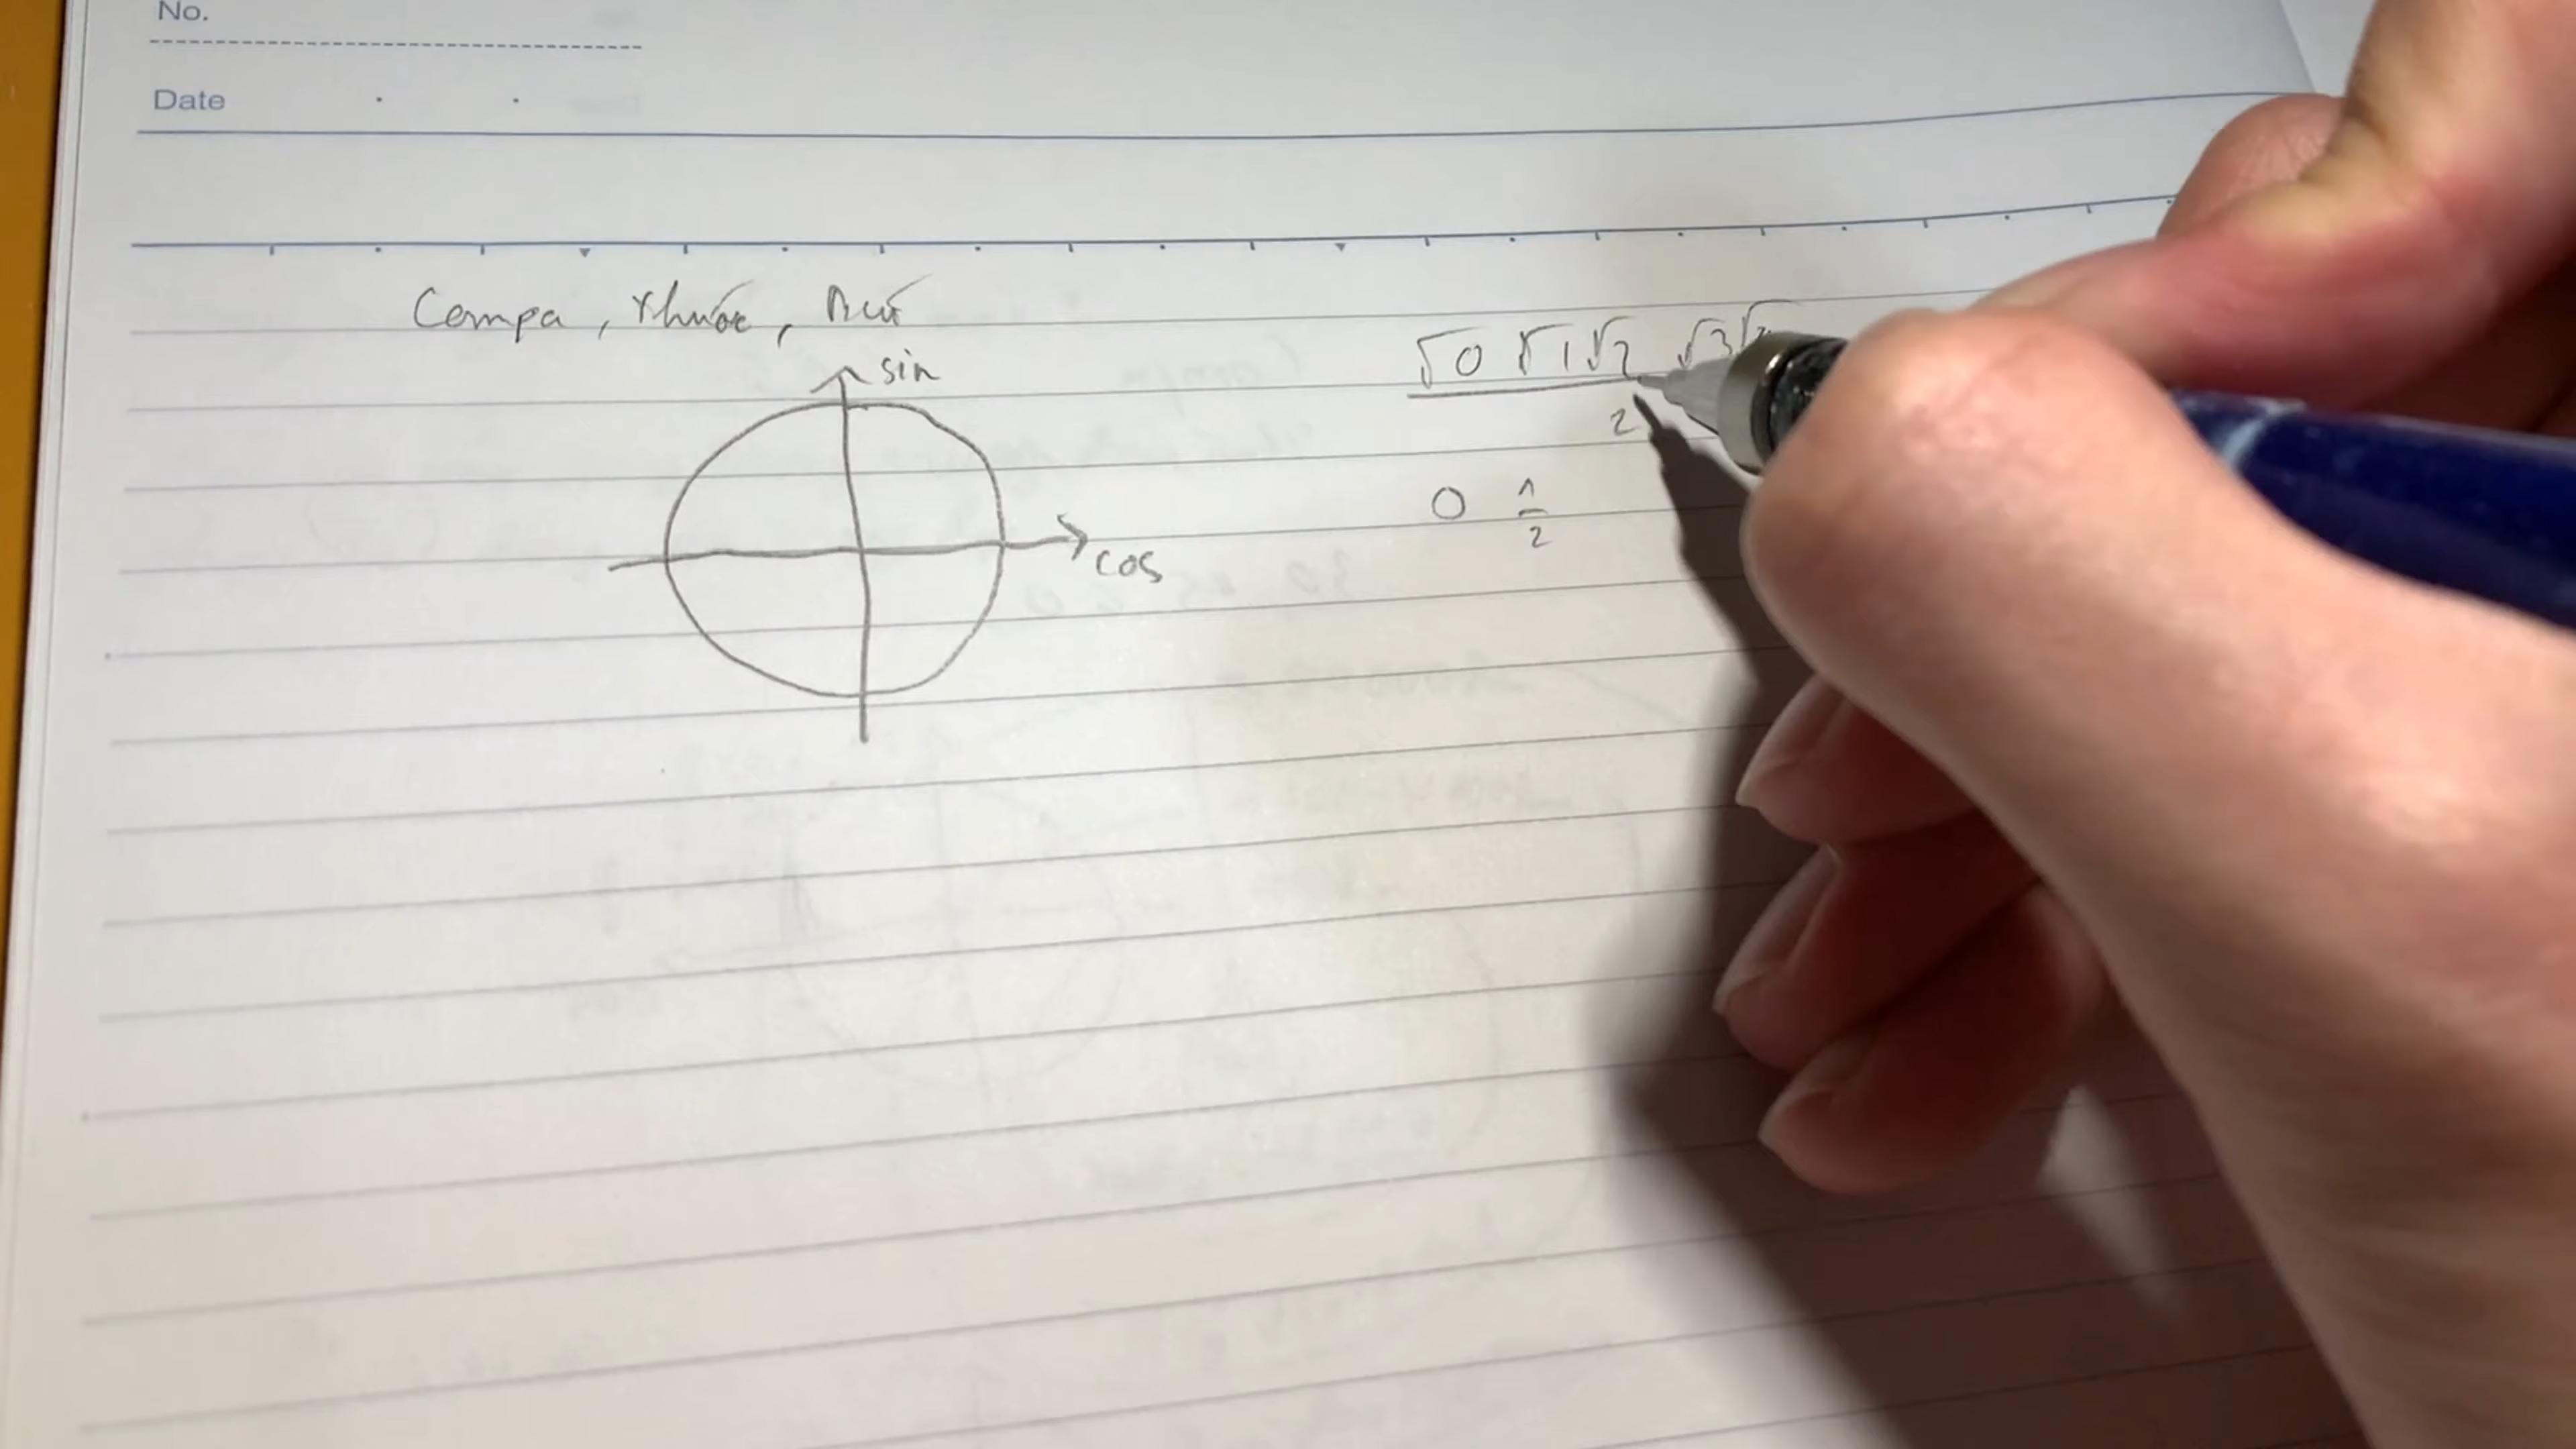 No.
Date
Compa, thước, Bút
sin
cos
√0 √1 √2 √3
2
0 1/2